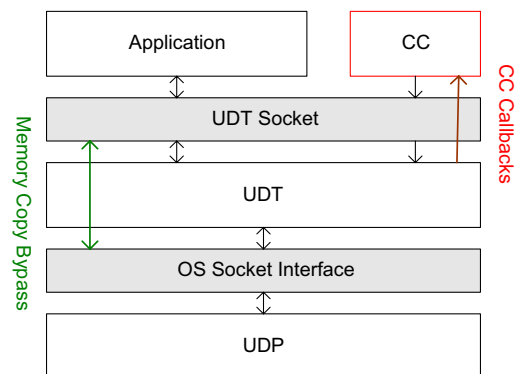 Application
CC
CC Callbacks
UDT Socket
Memory Copy Bypass
UDT
OS Socket Interface
UDP